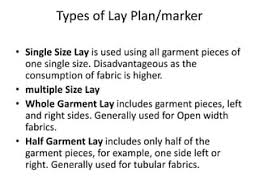 Types of Lay Plan/marker
• Single Size Lay is used using all garment pieces of
one single size. Disadvantageous as the
consumption of fabric is higher.
• multiple Size Lay
• Whole Garment Lay includes garment pieces, left
and right sides. Generally used for Open width
fabrics.
• Half Garment Lay includes only half of the
garment pieces, for example, one side left or
right. Generally used for tubular fabrics.